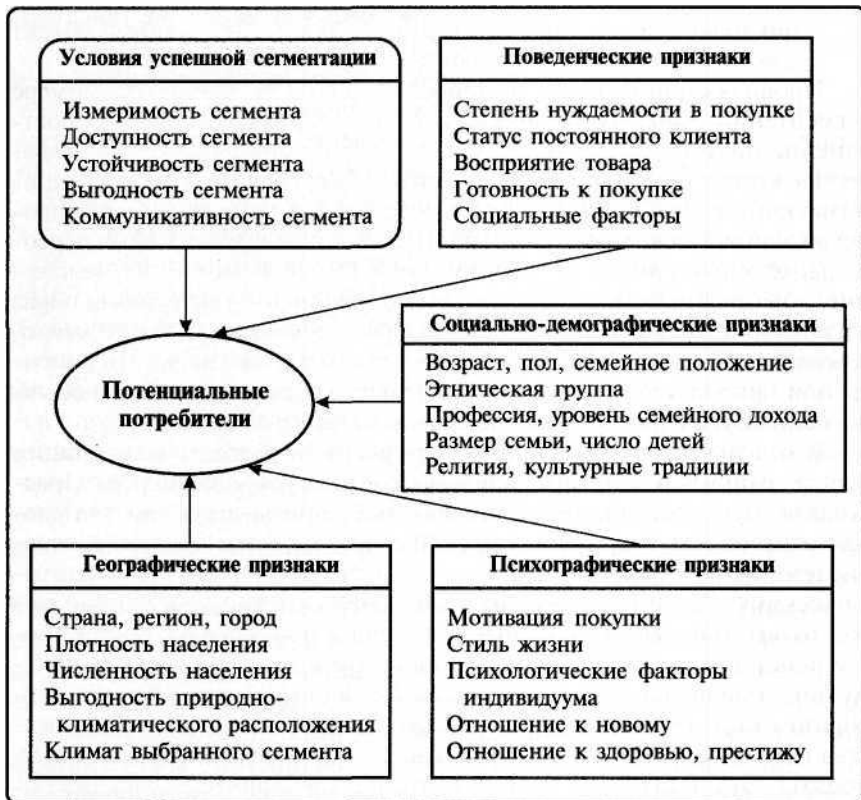 Условия успешной сегментации
Измеримость сегмента
Доступность сегмента
Устойчивость сегмента
Выгодность сегмента
Коммуникативность сегмента
Поведенческие признаки
Степень нуждаемости в покупке
Статус постоянного клиента
Восприятие товара
Готовность к покупке
Социальные факторы
Социально-демографические признаки
Возраст, пол, семейное положение
Этническая группа
Профессия, уровень семейного дохода
Размер семьи, число детей
Религия, культурные традиции
Потенциальные
потребители
Географические признаки
Страна, регион, город
Плотность населения
Численность населения
Выгодность природно-
климатического расположения
Климат выбранного сегмента
Психографические признаки
Мотивация покупки
Стиль жизни
Психологические факторы
индивидуума
Отношение к новому
Отношение к здоровью, престижу